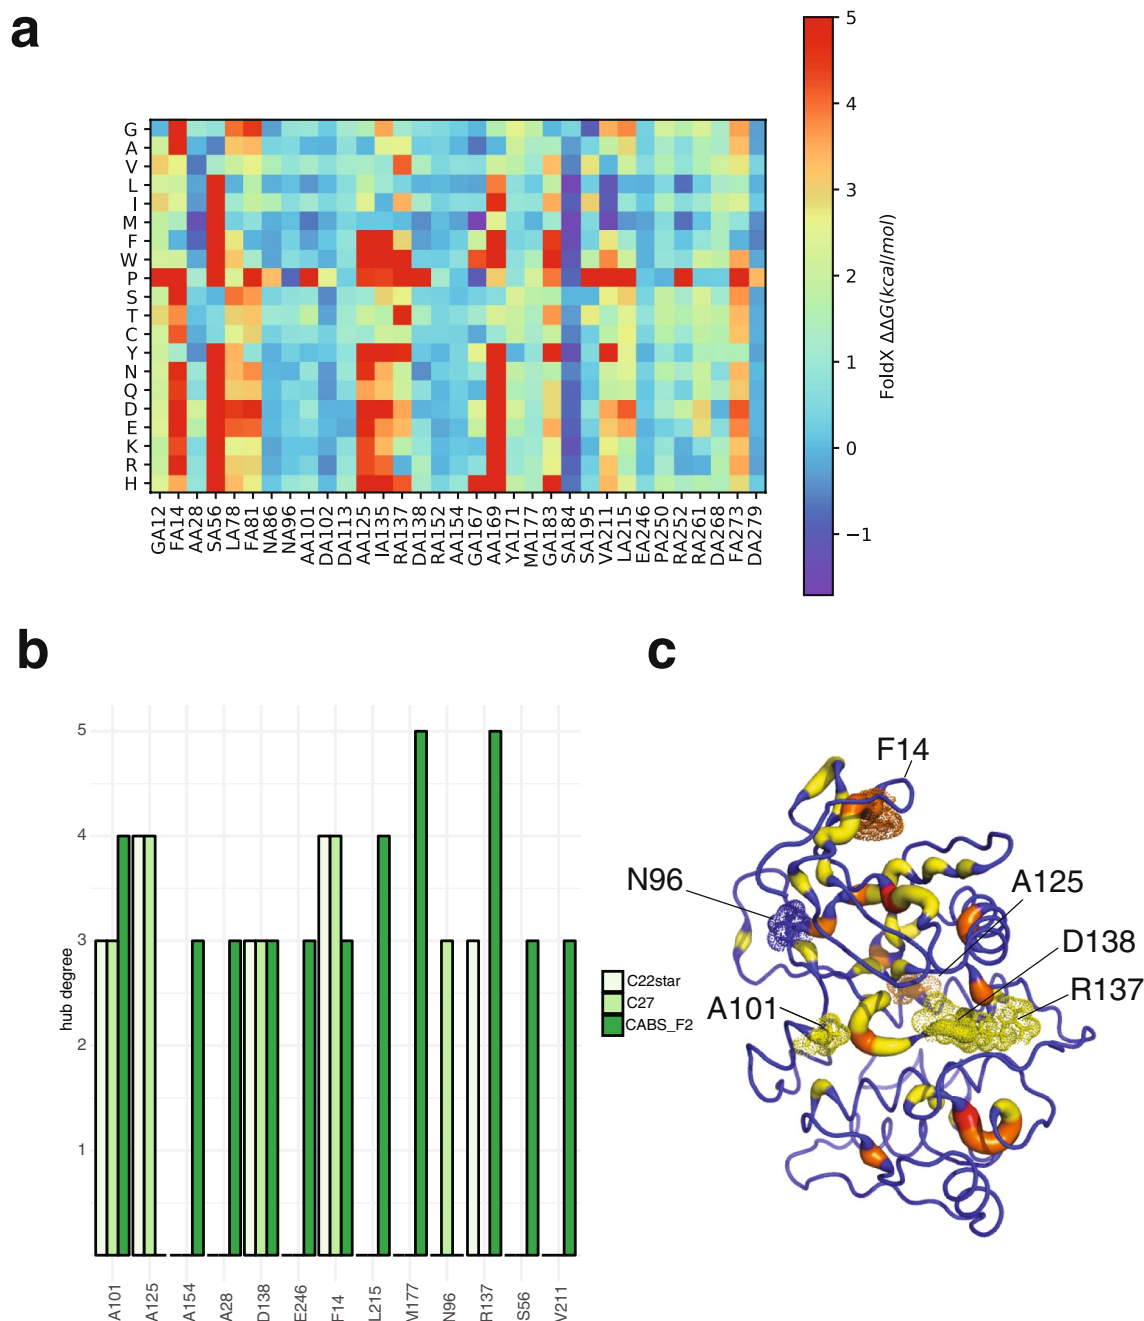 a
5
4
3
2
1
0
−1
FoldX ΔΔG(kcal/mol)
G
A
V
L
I
M
F
W
P
S
T
C
Y
N
Q
D
E
K
R
H
GA12
FA14
AA28
SA56
LA78
FA81
NA86
NA96
AA101
DA102
DA113
AA125
IA135
RA137
DA138
RA152
AA154
GA167
AA169
YA171
MA177
GA183
SA184
SA195
VA211
LA215
EA246
PA250
RA252
RA261
DA268
FA273
DA279
b
hub degree
5
4
3
2
1
A101
A125
A154
A28
D138
E246
F14
L215
M177
N96
R137
S56
V211
C22star
C27
CABS_F2
c
F14
N96
A125
D138
R137
A101